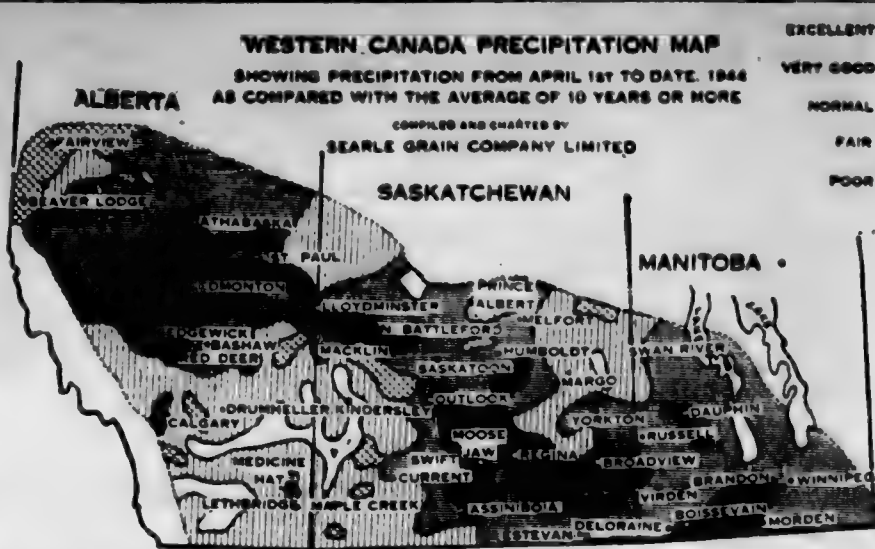 WESTERN CANADA PRECIPITATION MAP
SHOWING PRECIPITATION FROM APRIL 1ST TO DATE. 1944
AS COMPARED WITH THE AVERAGE OF 10 YEARS OR MORE
COMPILED AND CHARTED BY
SEARLE GRAIN COMPANY LIMITED
EXCELLENT
VERY GOOD
NORMAL
FAIR
POOR
ALBERTA
SASKATCHEWAN
MANITOBA
FAIRVIEW
BEAVER LODGE
ATHABASKA
ST PAUL
EDMONTON
LLOYDMINSTER
PRINCE
ALBERT
MELFORT
EDGEWICK
BASHAW
RED DEER
N BATTLEFORD
MACKLIN
HUMBOLDT
SWAN RIVER
SASKATOON
MARGO
CALGARY
DRUMHELLER
KINDERSLEY
OUTLOOK
YORKTON
DAUPHIN
MOOSE
JAW
REGINA
RUSSELL
MEDICINE
HAT
SWIFT
CURRENT
BROADVIEW
BRANDON
WINNIPEG
LETHBRIDGE
MAPLE CREEK
ASSINIBOIA
VIRDEN
BOISSEVAIN
ESTEVAN
DELORAINE
MORDEN